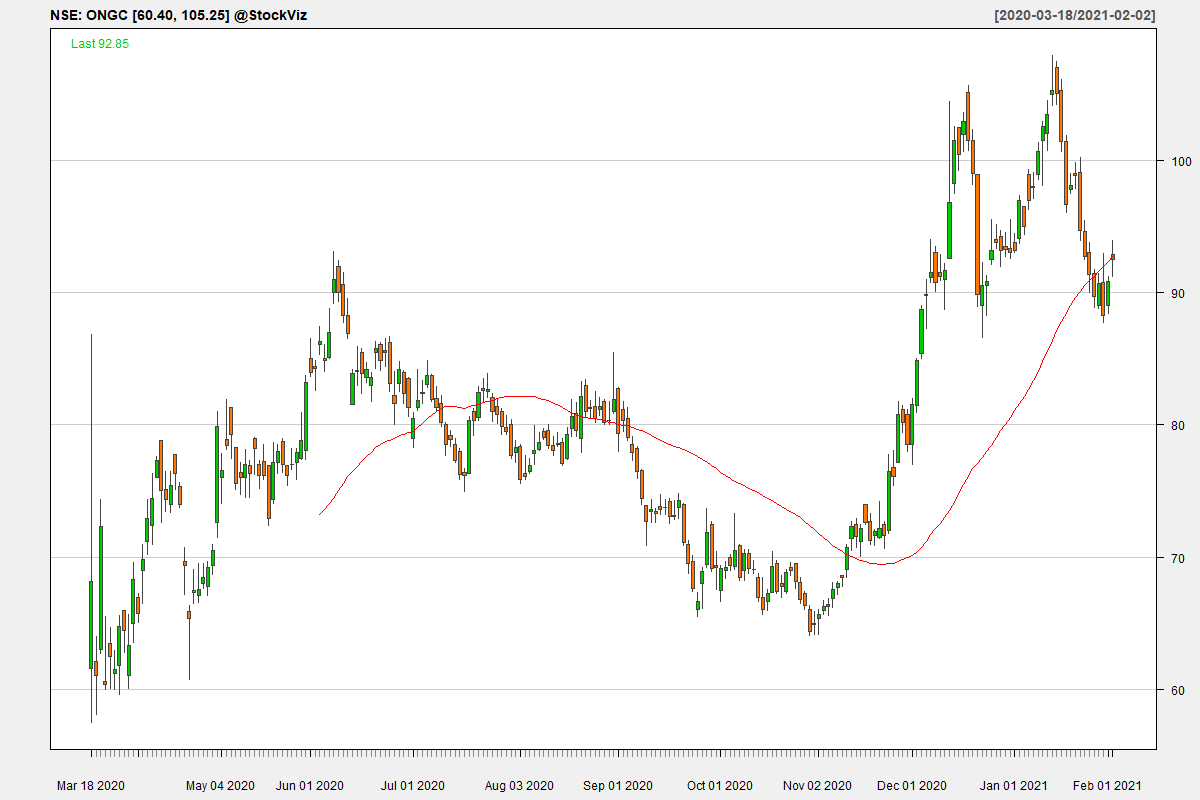 NSE: ONGC [60.40, 105.25] @StockViz [2020-03-18/2021-02-02]
Last 92.85
100
90
80
70
60
Mar 18 2020 May 04 2020 Jun 01 2020 Jul 01 2020 Aug 03 2020 Sep 01 2020 Oct 01 2020 Nov 02 2020 Dec 01 2020 Jan 01 2021 Feb 01 2021